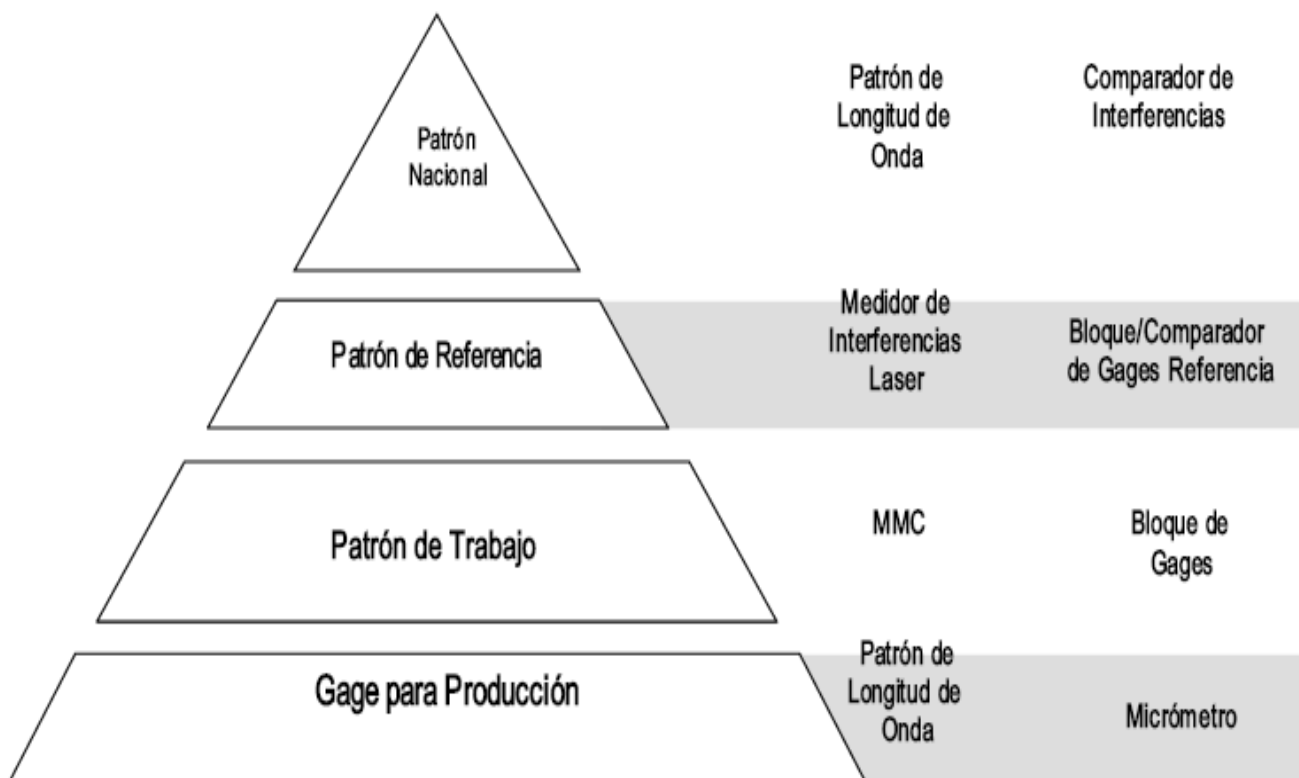 Patrón
Nacional
Patrón de
Longitud de
Onda
Comparador de
Interferencias
Patrón de Referencia
Medidor de
Interferencias
Laser
Bloque/Comparador
de Gages Referencia
Patrón de Trabajo
MMC
Bloque de
Gages
Gage para Producción
Patrón de
Longitud de
Onda
Micrómetro